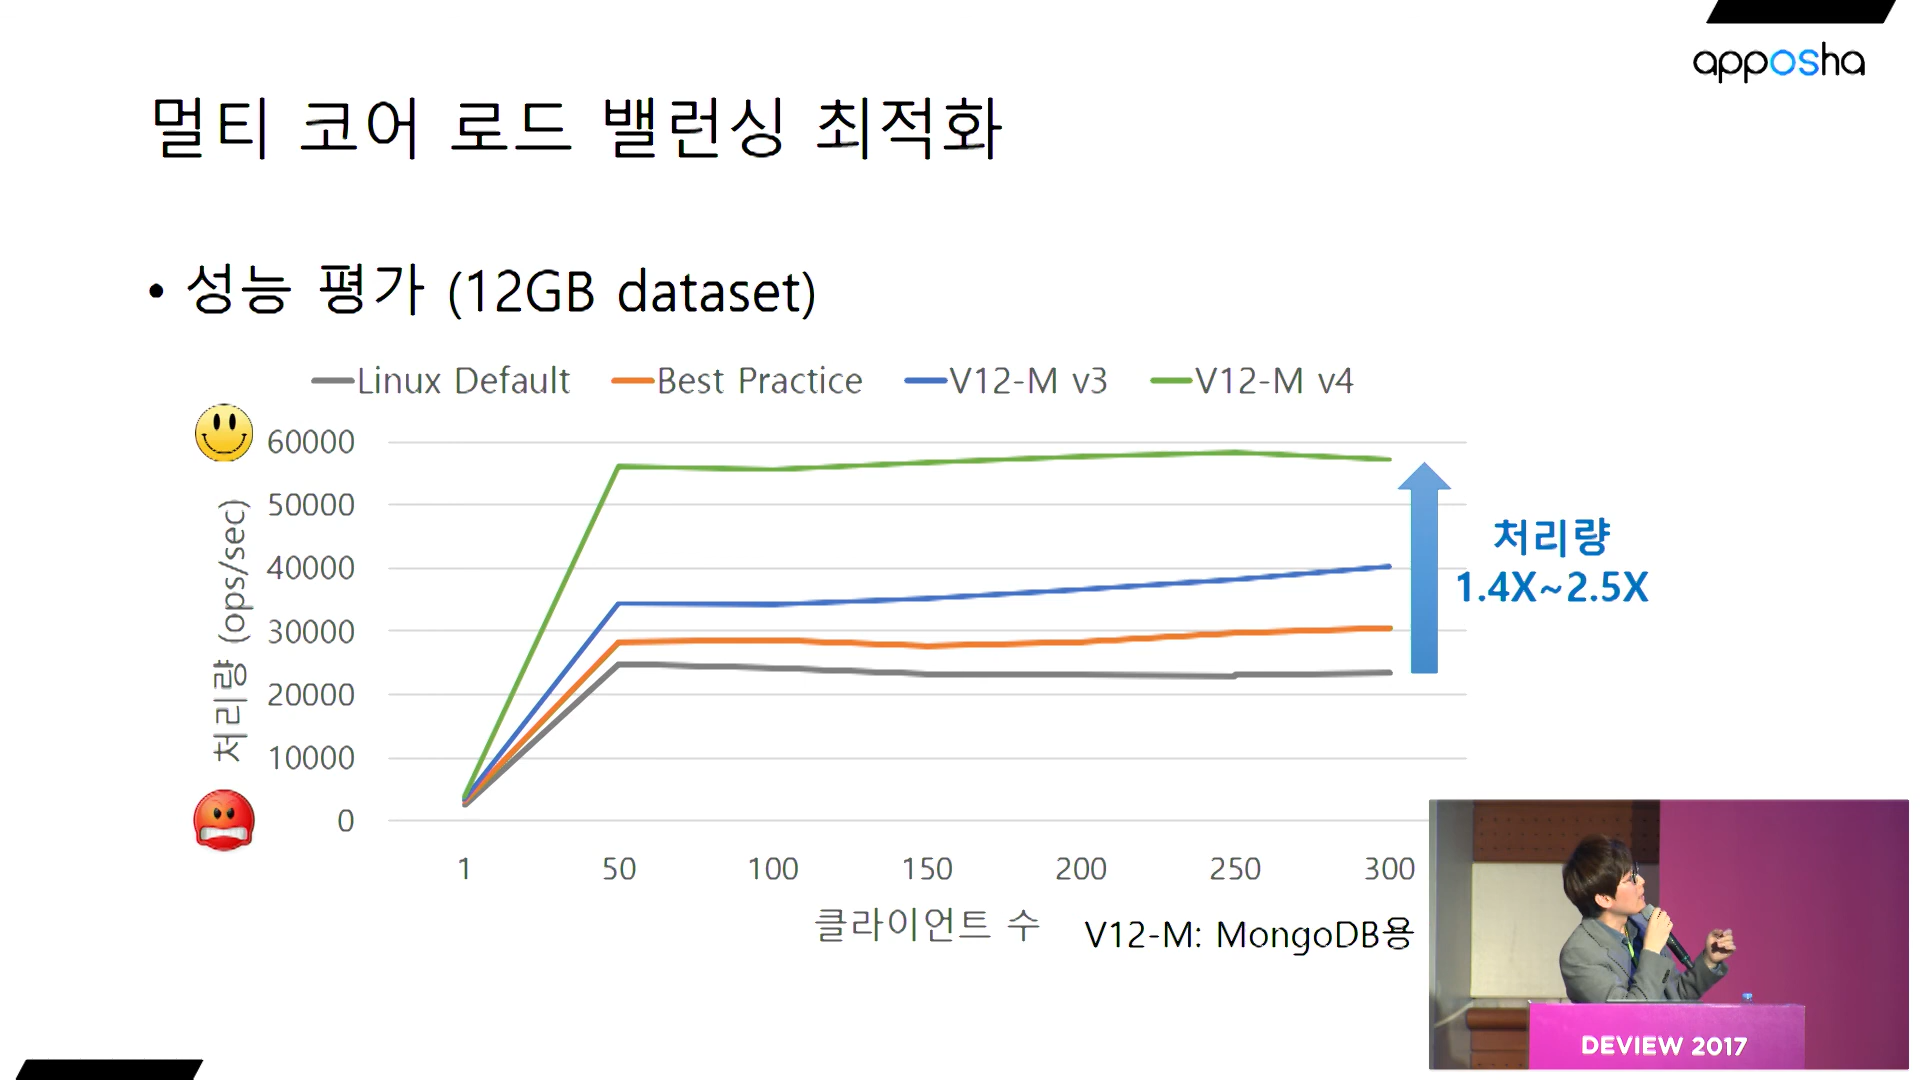 apposha
멀티 코어 로드 밸런싱 최적화
• 성능 평가 (12GB dataset)
Linux Default Best Practice V12-M v3 V12-M v4
60000
50000
40000
30000
20000
10000
0
처리량 (ops/sec)
처리량
1.4X~2.5X
1 50 100 150 200 250 300
클라이언트 수
V12-M: MongoDB용
DEVIEW 2017